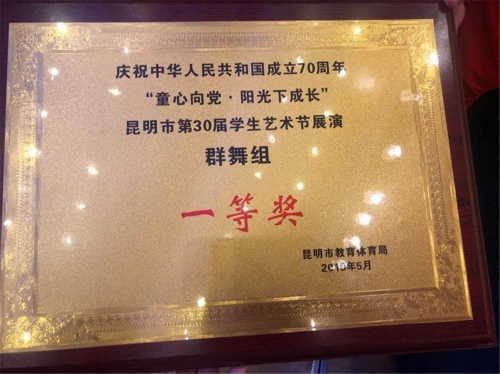 庆祝中华人民共和国成立70周年
“童心向党·阳光下成长”
昆明市第30届学生艺术节展演
群舞组
一等奖
昆明市教育体育局
2019年5月